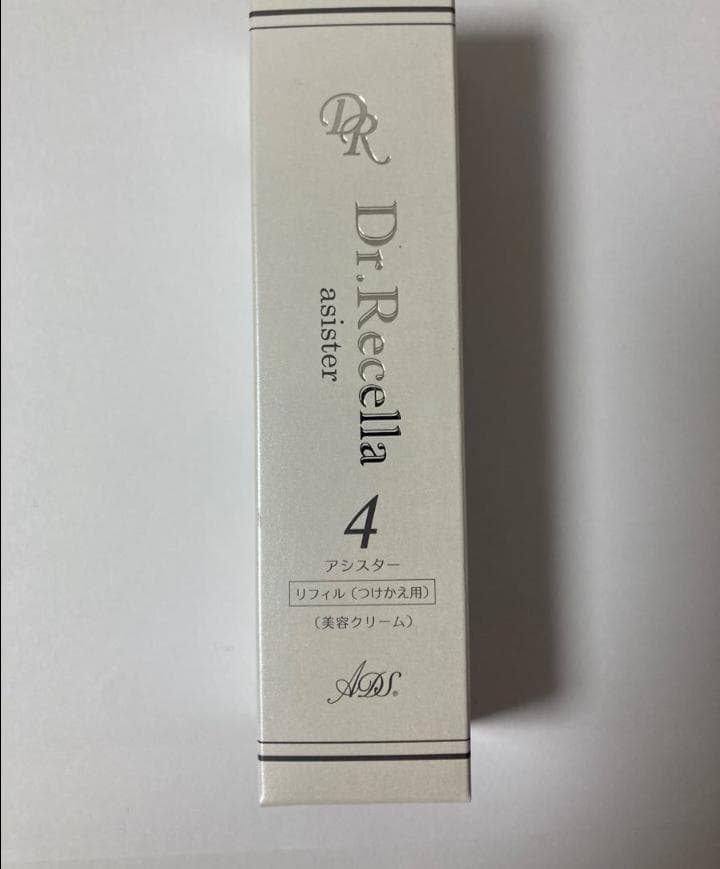 DR
Dr.Recella
asister
4
アシスター
リフィル（つけかえ用）
（美容クリーム）
ADS®